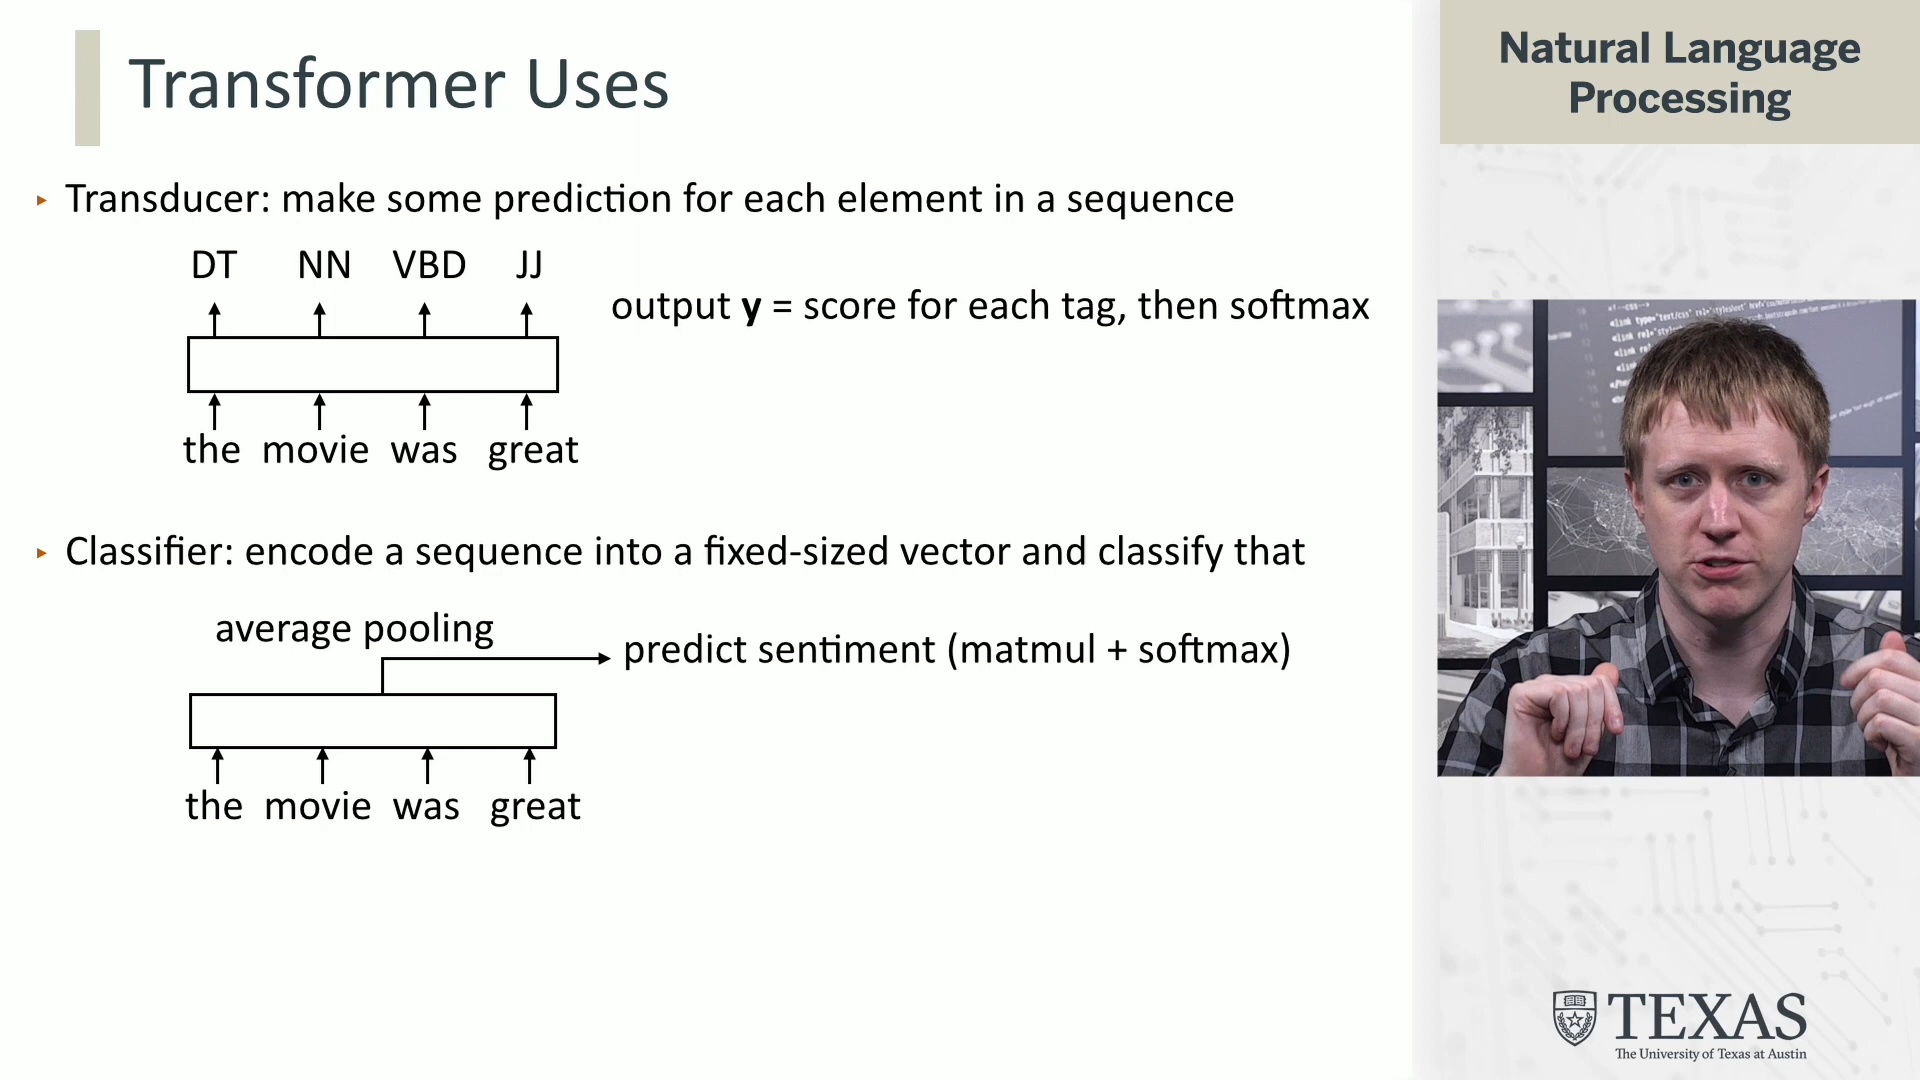 Transformer Uses
‣ Transducer: make some prediction for each element in a sequence
DT NN VBD JJ
output y = score for each tag, then softmax
the movie was great
‣ Classifier: encode a sequence into a fixed-sized vector and classify that
average pooling
predict sentiment (matmul + softmax)
the movie was great
Natural Language
Processing
TEXAS
The University of Texas at Austin